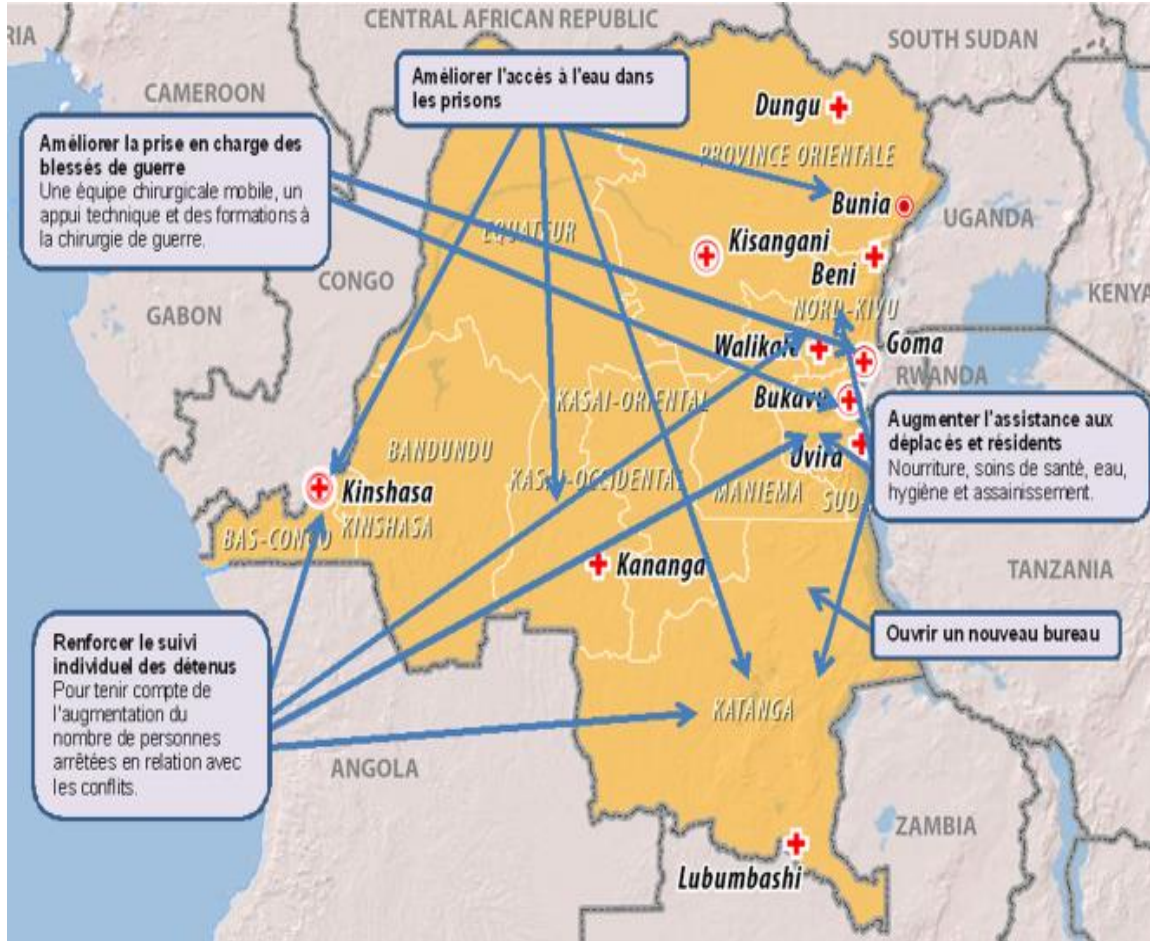 CENTRAL AFRICAN REPUBLIC
RIA
SOUTH SUDAN
CAMEROON
Améliorer l'accès à l'eau dans
les prisons
Dungu
Améliorer la prise en charge des
blessés de guerre
Une équipe chirurgicale mobile, un
appui technique et des formations à
la chirurgie de guerre.
PROVINCE ORIENTALE
Bunia
UGANDA
EQUATEUR
Kisangani
Beni
CONGO
KENYA
GABON
NORD-KIVU
Walikale
Goma
RWANDA
Bukavu
KASAI-ORIENTAL
Augmenter l'assistance aux
déplacés et résidents
Nourriture, soins de santé, eau,
hygiène et assainissement.
BANDUNDU
Uvira
KASAI-OCCIDENTAL
MANIEMA
SUD
Kinshasa
KINSHASA
BAS-CONGO
Kananga
TANZANIA
Ouvrir un nouveau bureau
Renforcer le suivi
individuel des détenus
Pour tenir compte de
l'augmentation du
nombre de personnes
arrêtées en relation avec
les conflits.
KATANGA
ANGOLA
ZAMBIA
Lubumbashi